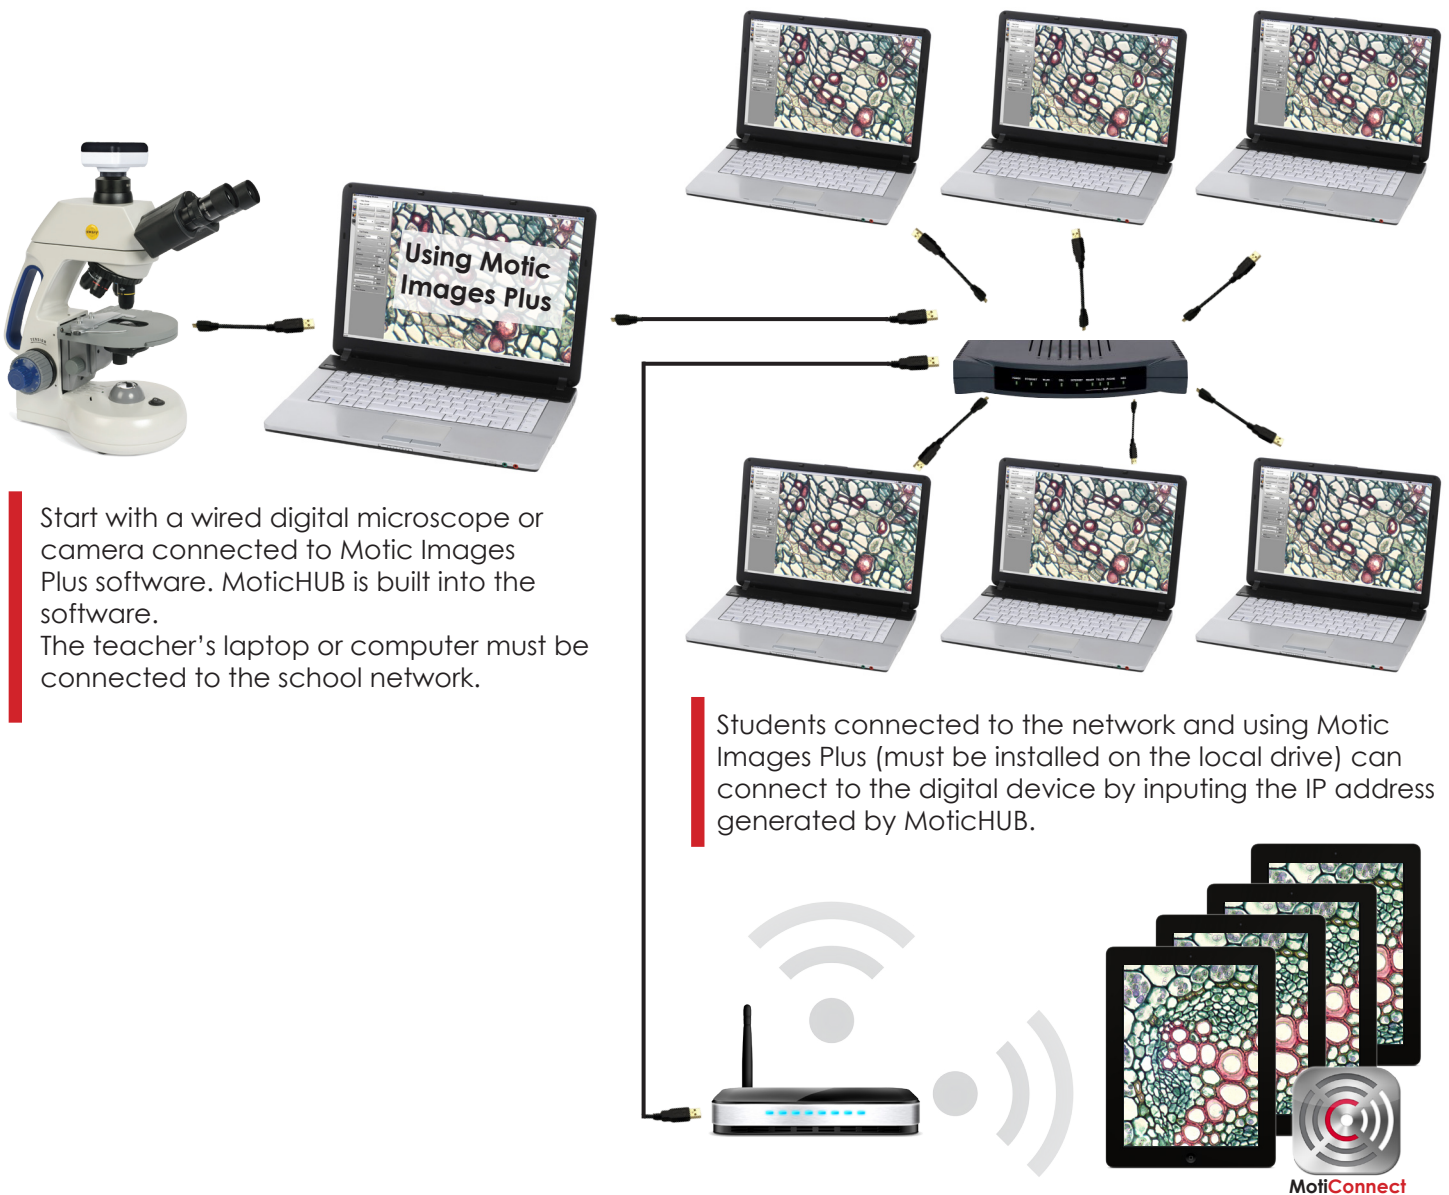 Using Motic
Images Plus
Start with a wired digital microscope or
camera connected to Motic Images
Plus software. MoticHUB is built into the
software.
The teacher’s laptop or computer must be
connected to the school network.
Students connected to the network and using Motic
Images Plus (must be installed on the local drive) can
connect to the digital device by inputing the IP address
generated by MoticHUB.
MotiConnect